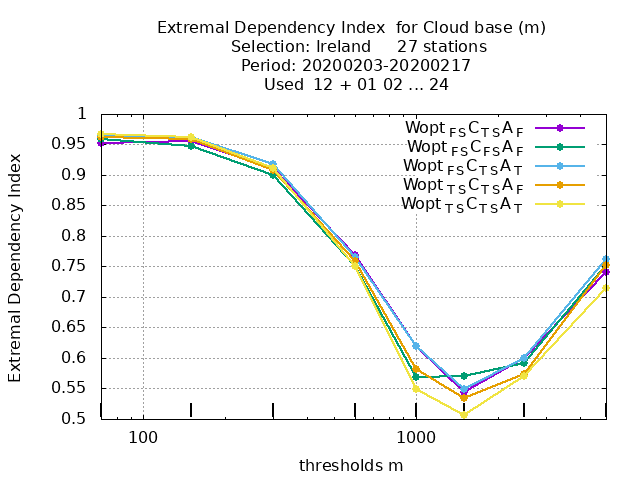 Extremal Dependency Index  for Cloud base (m)
Selection: Ireland     27 stations
Period: 20200203-20200217
Used  12 + 01 02 ... 24
Extremal Dependency Index
1
0.95
0.9
0.85
0.8
0.75
0.7
0.65
0.6
0.55
0.5
Wopt FS C TS A F
Wopt FS C FS A F
Wopt FS C TS A T
Wopt TS C TS A F
Wopt TS C TS A T
100 1000
thresholds m